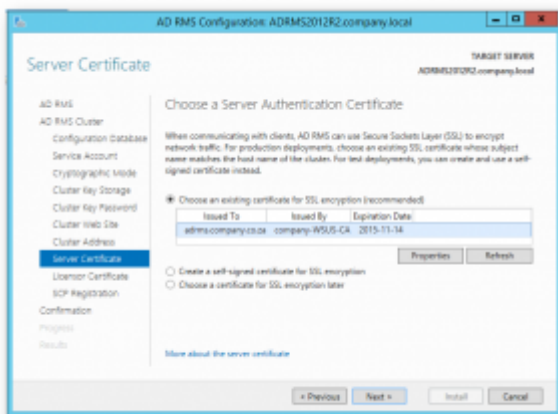 AD RMS Configuration: ADRMS2012R2.company.local
Server Certificate
TARGET SERVER
ADRMS2012R2.company.local
AD RMS
AD RMS Cluster
Configuration Database
Service Account
Cryptographic Mode
Cluster Key Storage
Cluster Key Password
Cluster Web Site
Cluster Address
Server Certificate
Licensor Certificate
SCP Registration
Confirmation
Progress
Results
Choose a Server Authentication Certificate
When communicating with clients, AD RMS can use Secure Sockets Layer (SSL) to encrypt
network traffic. For production deployments, choose an existing SSL certificate whose subject
name matches the host name of the cluster. For test deployments, you can create and use a self-
signed certificate instead.
Choose an existing certificate for SSL encryption (recommended)
Issued To Issued By Expiration Date
adrms.company.co.za company-WSUS-CA 2015-11-14
Properties Refresh
Create a self-signed certificate for SSL encryption
Choose a certificate for SSL encryption later
More about the server certificate
< Previous Next > Install Cancel